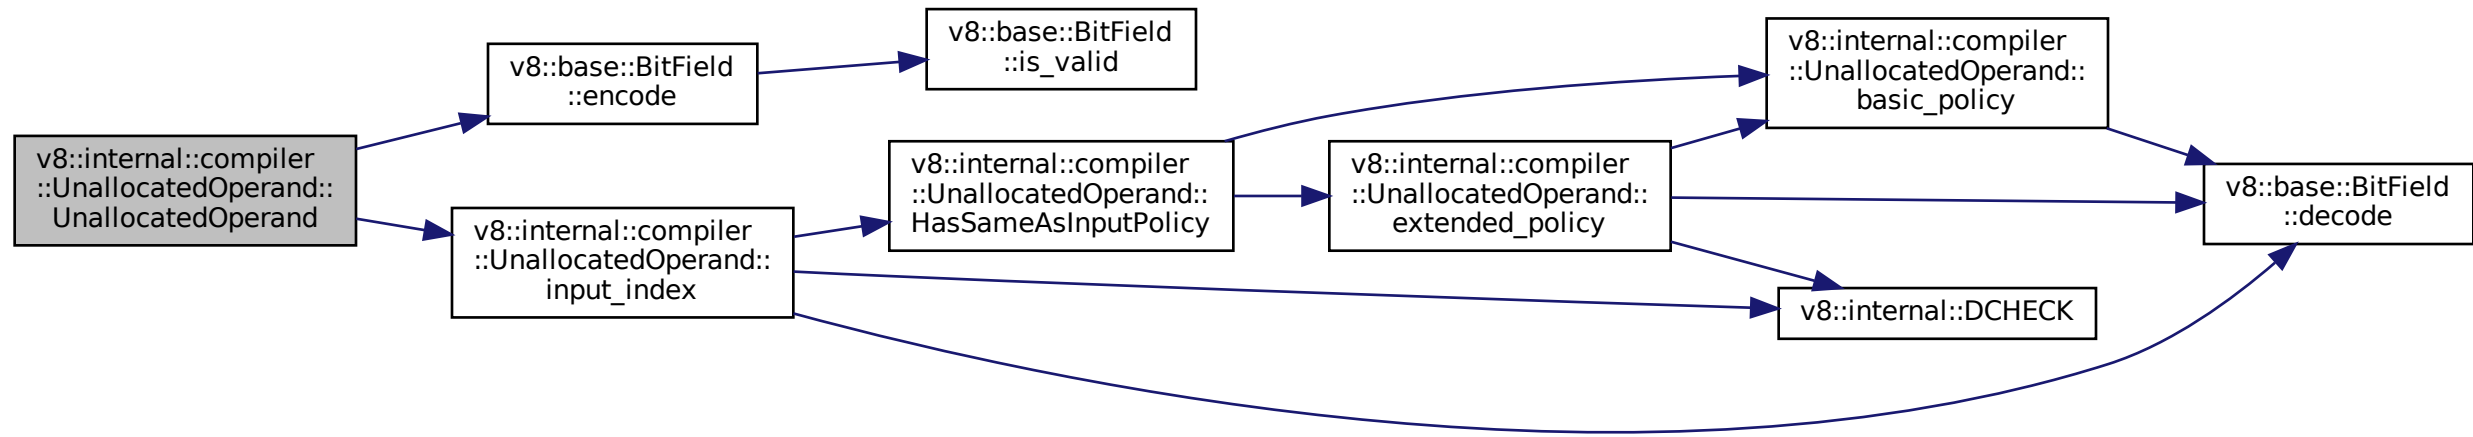 v8::internal::compiler
::UnallocatedOperand::
UnallocatedOperand
v8::base::BitField
::encode
v8::base::BitField
::is_valid
v8::internal::compiler
::UnallocatedOperand::
input_index
v8::internal::compiler
::UnallocatedOperand::
HasSameAsInputPolicy
v8::internal::compiler
::UnallocatedOperand::
extended_policy
v8::internal::compiler
::UnallocatedOperand::
basic_policy
v8::base::BitField
::decode
v8::internal::DCHECK